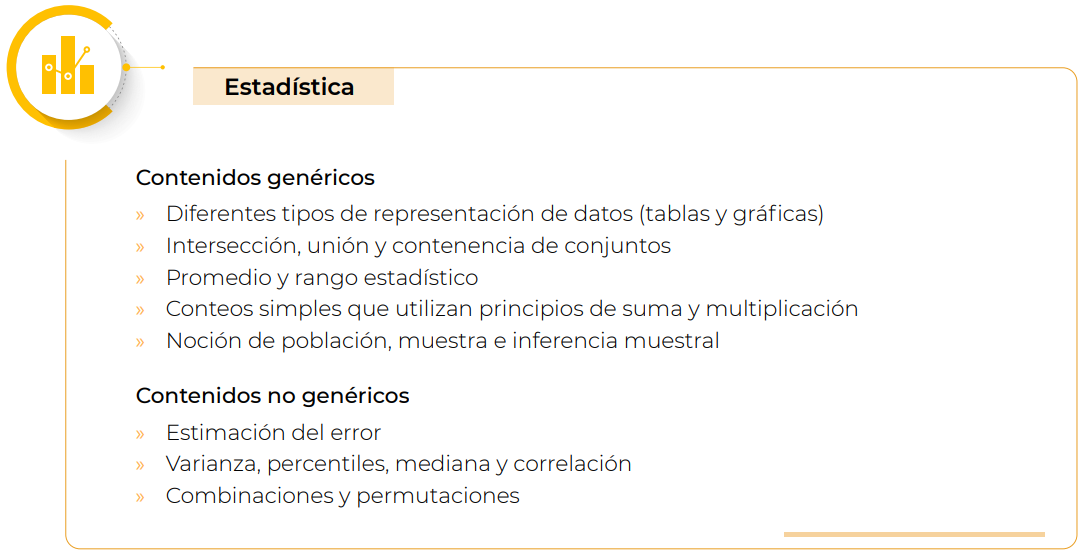 Estadística
Contenidos genéricos
» Diferentes tipos de representación de datos (tablas y gráficas)
» Intersección, unión y contenencia de conjuntos
» Promedio y rango estadístico
» Conteos simples que utilizan principios de suma y multiplicación
» Noción de población, muestra e inferencia muestral
Contenidos no genéricos
» Estimación del error
» Varianza, percentiles, mediana y correlación
» Combinaciones y permutaciones